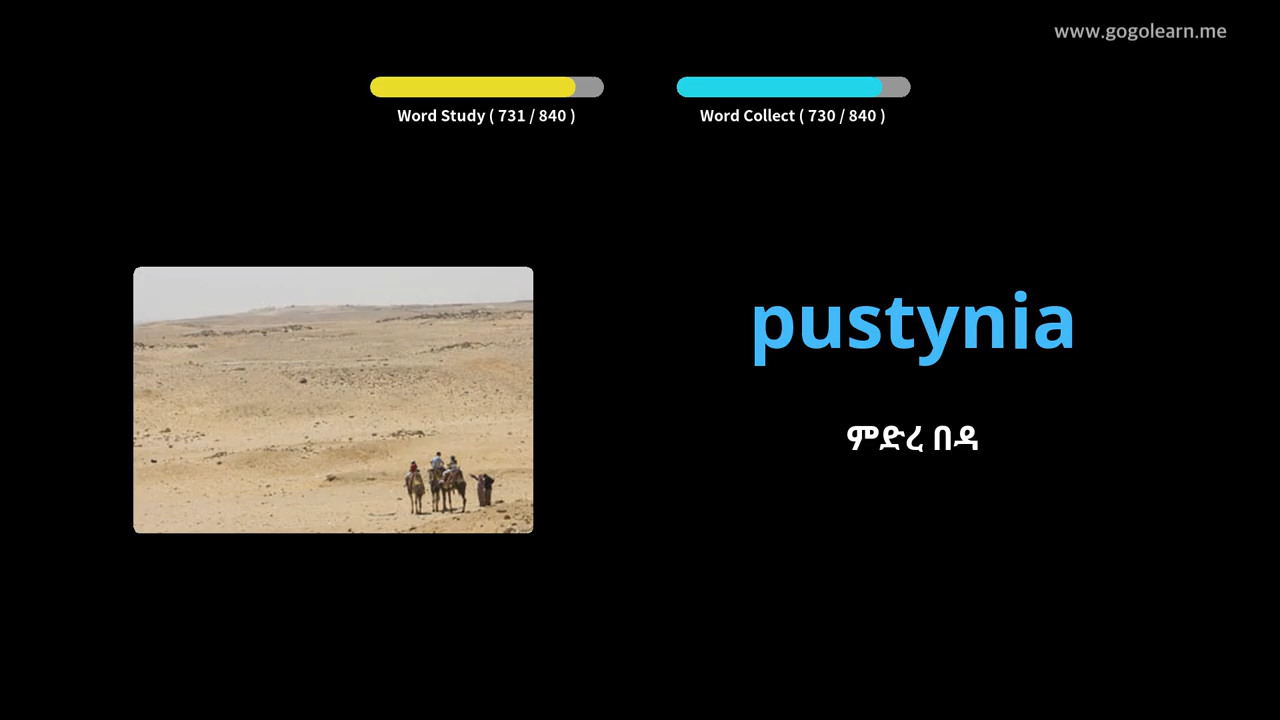 www.gogolearn.me
Word Study ( 731 / 840 )
Word Collect ( 730 / 840 )
pustynia
ምድረ በዳ